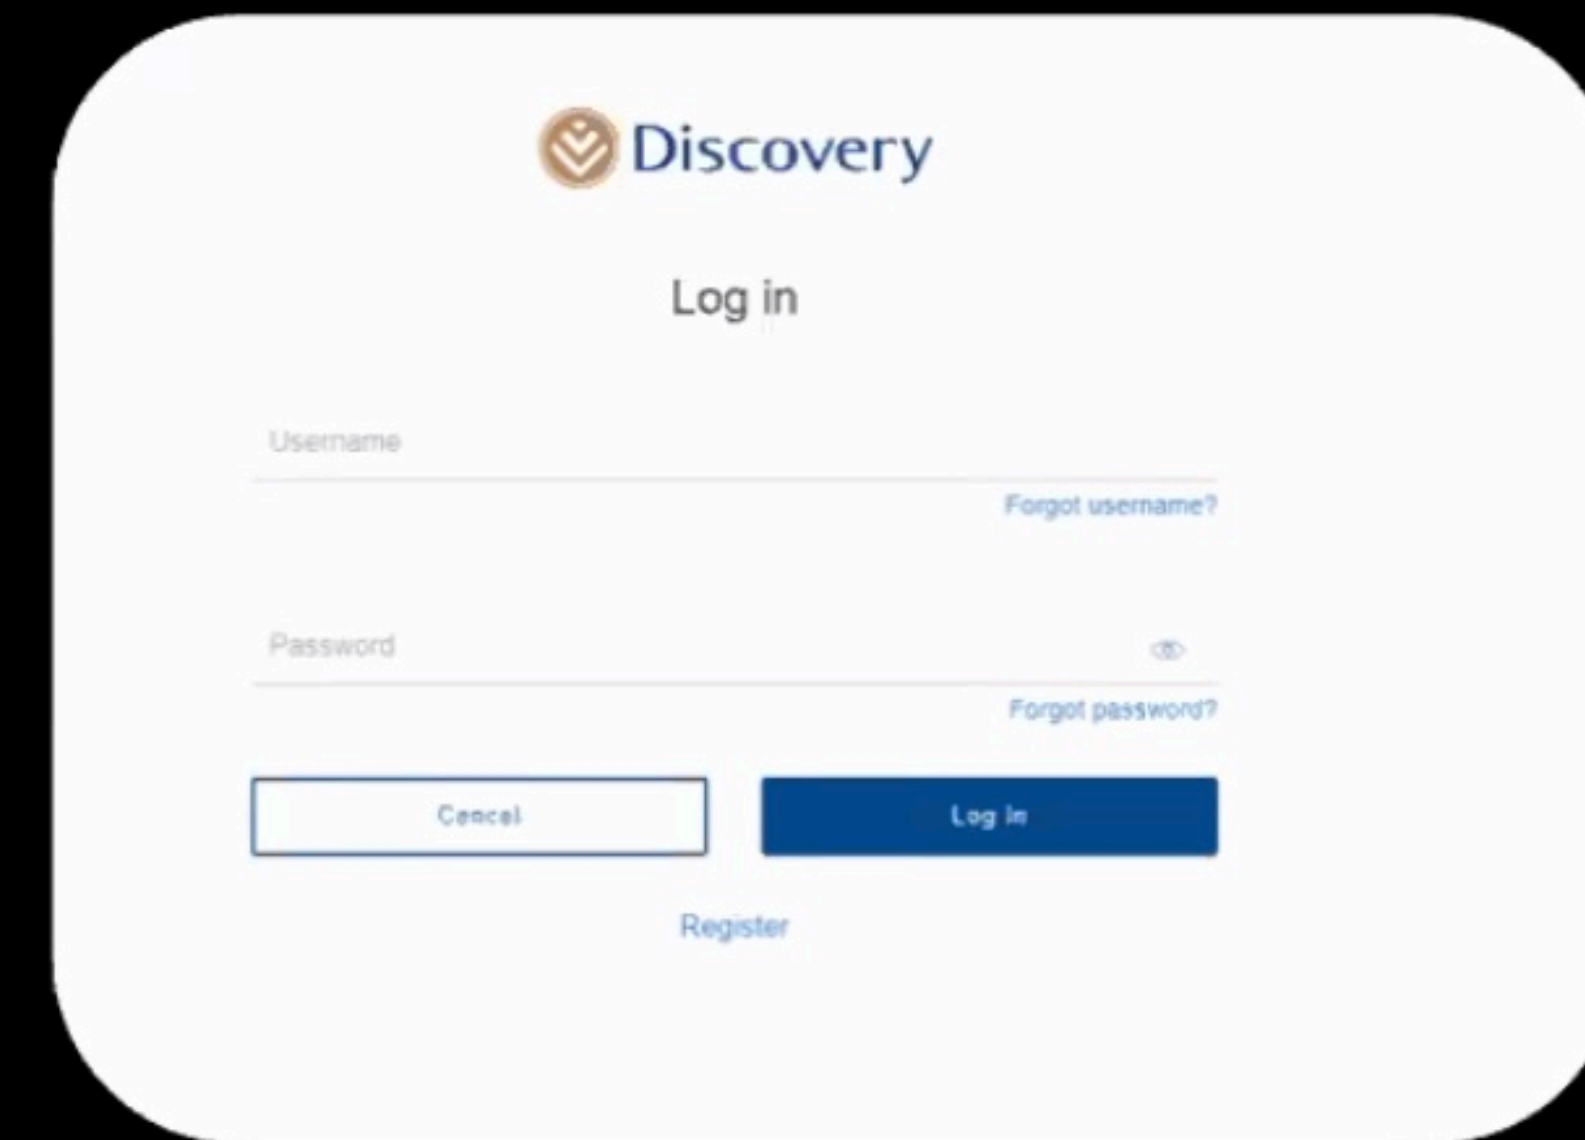 Discovery
Log in
Username
Forgot username?
Password
Forgot password?
Cancel
Log In
Register